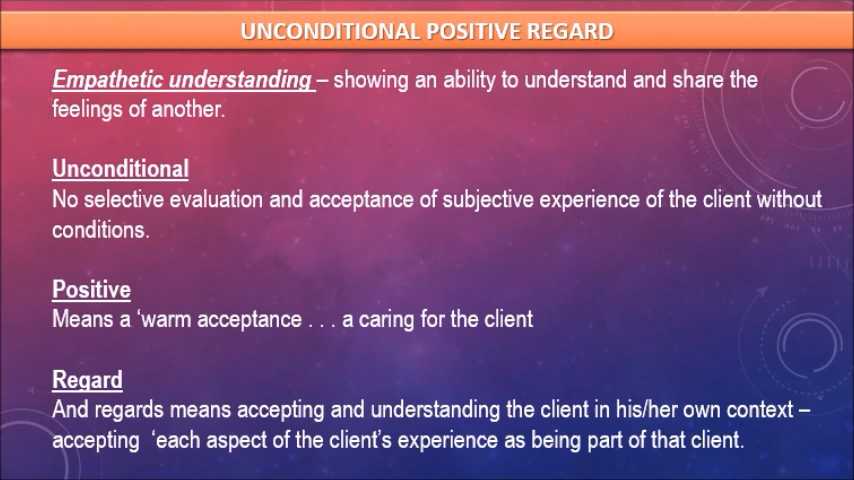 UNCONDITIONAL POSITIVE REGARD
Empathetic understanding – showing an ability to understand and share the
feelings of another.
Unconditional
No selective evaluation and acceptance of subjective experience of the client without
conditions.
Positive
Means a ‘warm acceptance . . . a caring for the client
Regard
And regards means accepting and understanding the client in his/her own context –
accepting ‘each aspect of the client’s experience as being part of that client.